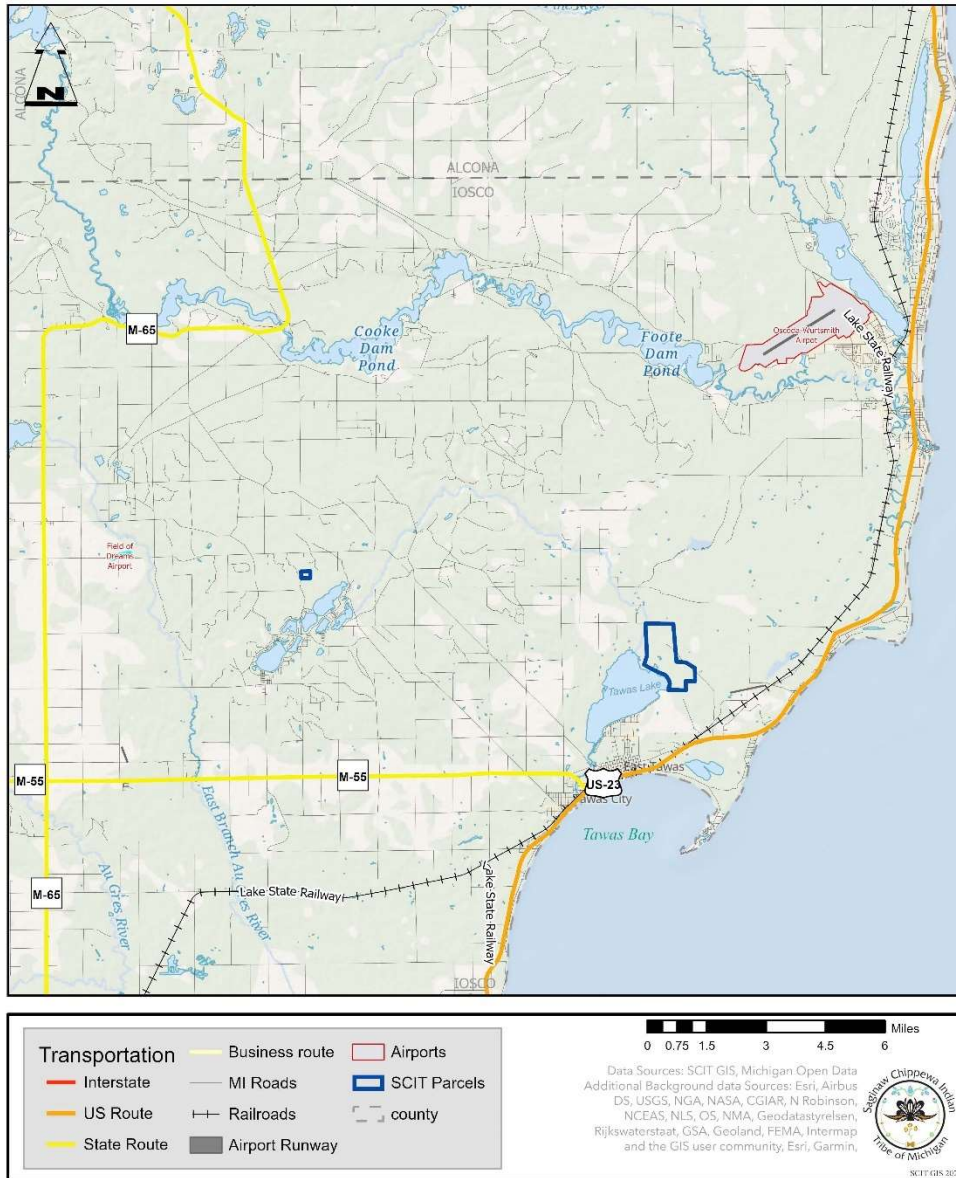 N
ALCONA
ALCONA
ALCONA
IOSCO
M-65
Cooke
Dam
Pond
Foote
Dam
Pond
Oscoda-Wurtsmith
Airport
Lake State Railway
Field of
Dreams
Airport
Tawas Lake
M-55
M-55
East Tawas
US-23
Tawas City
Tawas Bay
East Branch Au Gres River
Au Gres River
M-65
Lake State Railway
Lake State Railway
IOSCO
Transportation
Interstate
US Route
State Route
Business route
MI Roads
Railroads
Airport Runway
Airports
SCIT Parcels
county
Miles
0 0.75 1.5 3 4.5 6
Data Sources: SCIT GIS, Michigan Open Data
Additional Background data Sources: Esri, Airbus
DS, USGS, NGA, NASA, CGIAR, N Robinson,
NCEAS, NLS, OS, NMA, Geodatastyrelsen,
Rijkswaterstaat, GSA, Geoland, FEMA, Intermap
and the GIS user community, Esri, Garmin,
Saginaw Chippewa Indian
Tribe of Michigan
SCIT GIS